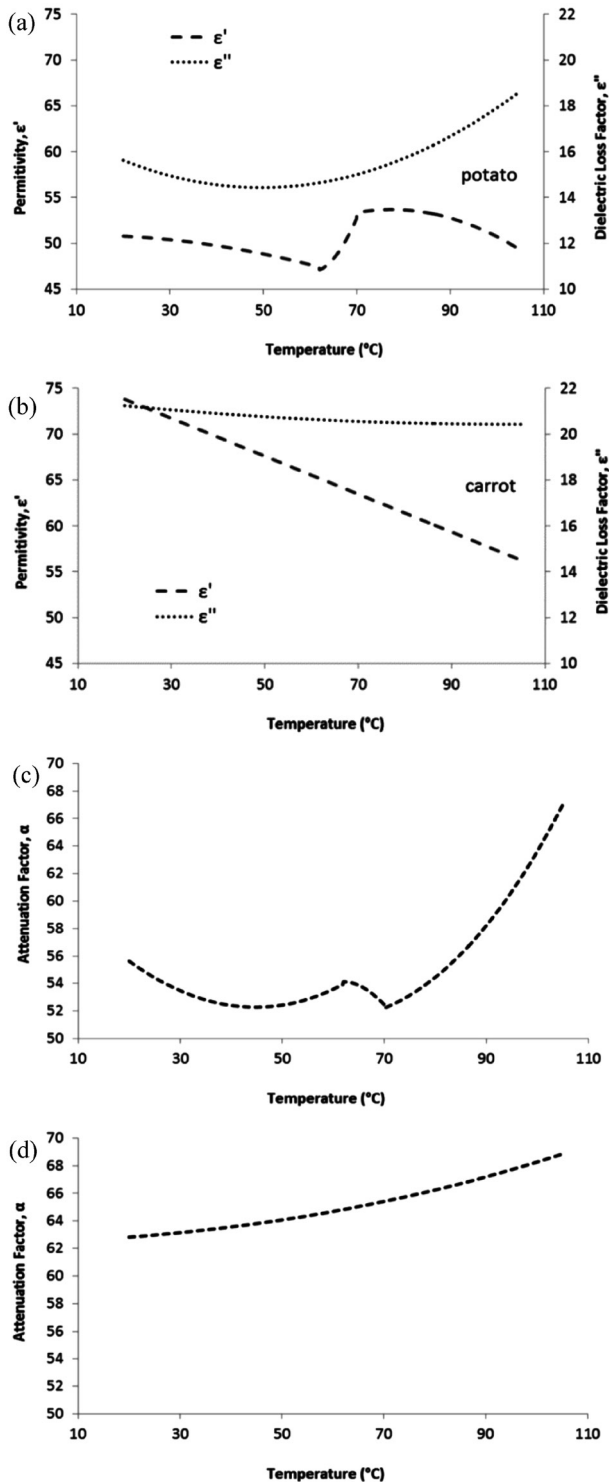 (a)
75
70
65
60
55
50
45
Permitivity, ε'
ε'
ε"
potato
22
20
18
16
14
12
10
Dielectric Loss Factor, ε"
10 30 50 70 90 110
Temperature (°C)
(b)
75
70
65
60
55
50
45
Permitivity, ε'
carrot
ε'
ε"
22
20
18
16
14
12
10
Dielectric Loss Factor, ε"
10 30 50 70 90 110
Temperature (°C)
(c)
70
68
66
64
62
60
58
56
54
52
50
Attenuation Factor, α
10 30 50 70 90 110
Temperature (°C)
(d)
70
68
66
64
62
60
58
56
54
52
50
Attenuation Factor, α
10 30 50 70 90 110
Temperature (°C)